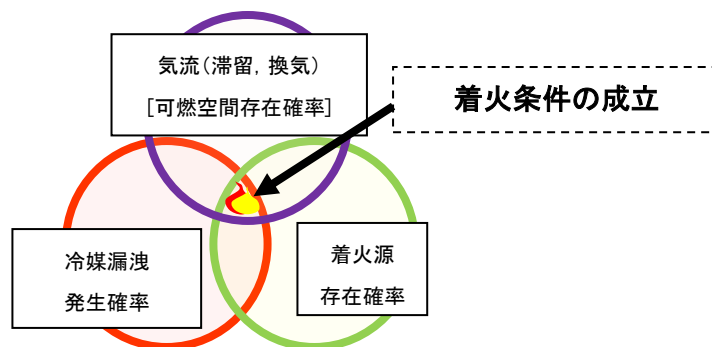 気流(滞留, 換気)
[可燃空間存在確率]
着火条件の成立
冷媒漏洩
発生確率
着火源
存在確率